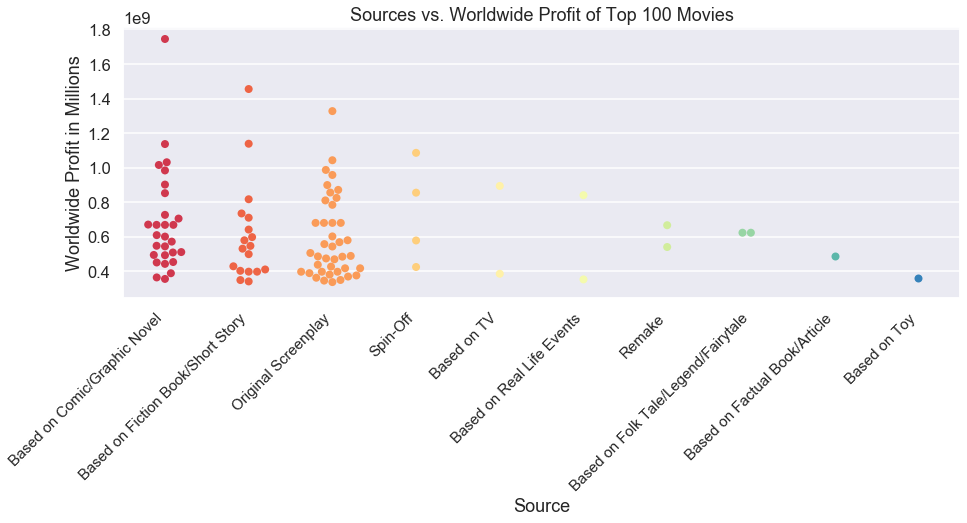 Sources vs. Worldwide Profit of Top 100 Movies
1e9
1.8
1.6
1.4
1.2
1.0
0.8
0.6
0.4
Worldwide Profit in Millions
Based on Comic/Graphic Novel
Based on Fiction Book/Short Story
Original Screenplay
Spin-Off
Based on TV
Based on Real Life Events
Remake
Based on Folk Tale/Legend/Fairytale
Based on Factual Book/Article
Based on Toy
Source